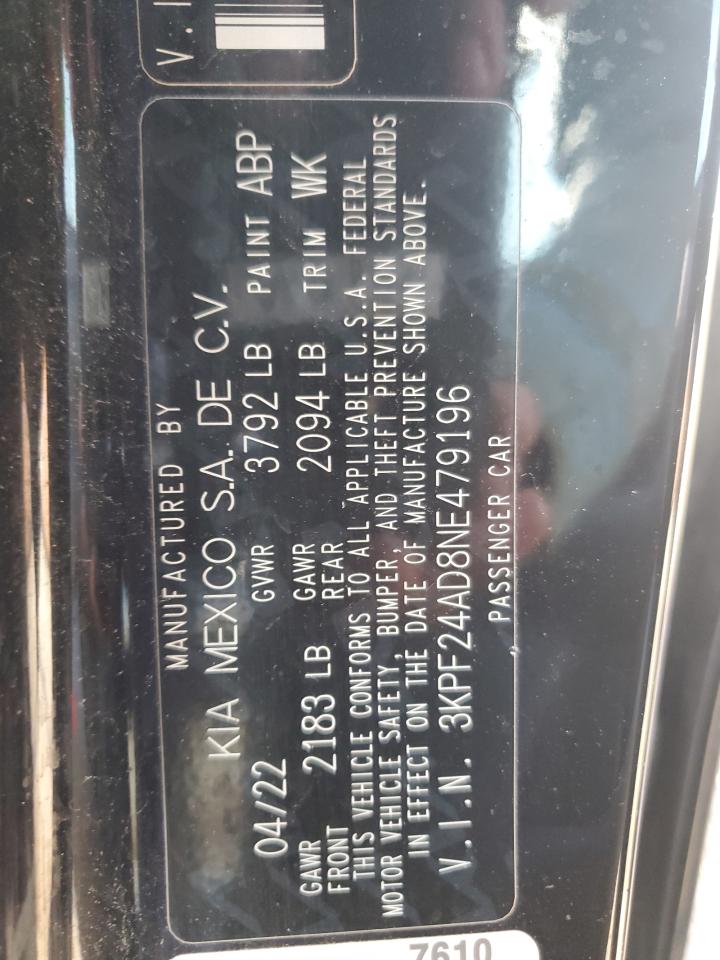 V.I
MANUFACTURED BY
KIA MEXICO S.A. DE C.V.
04/22 GVWR 3792 LB PAINT ABP
GAWR FRONT 2183 LB GAWR REAR 2094 LB TRIM WK
THIS VEHICLE CONFORMS TO ALL APPLICABLE U.S.A. FEDERAL
MOTOR VEHICLE SAFETY, BUMPER, AND THEFT PREVENTION STANDARDS
IN EFFECT ON THE DATE OF MANUFACTURE SHOWN ABOVE.
V.I.N. 3KPF24AD8NE479196
PASSENGER CAR
7610